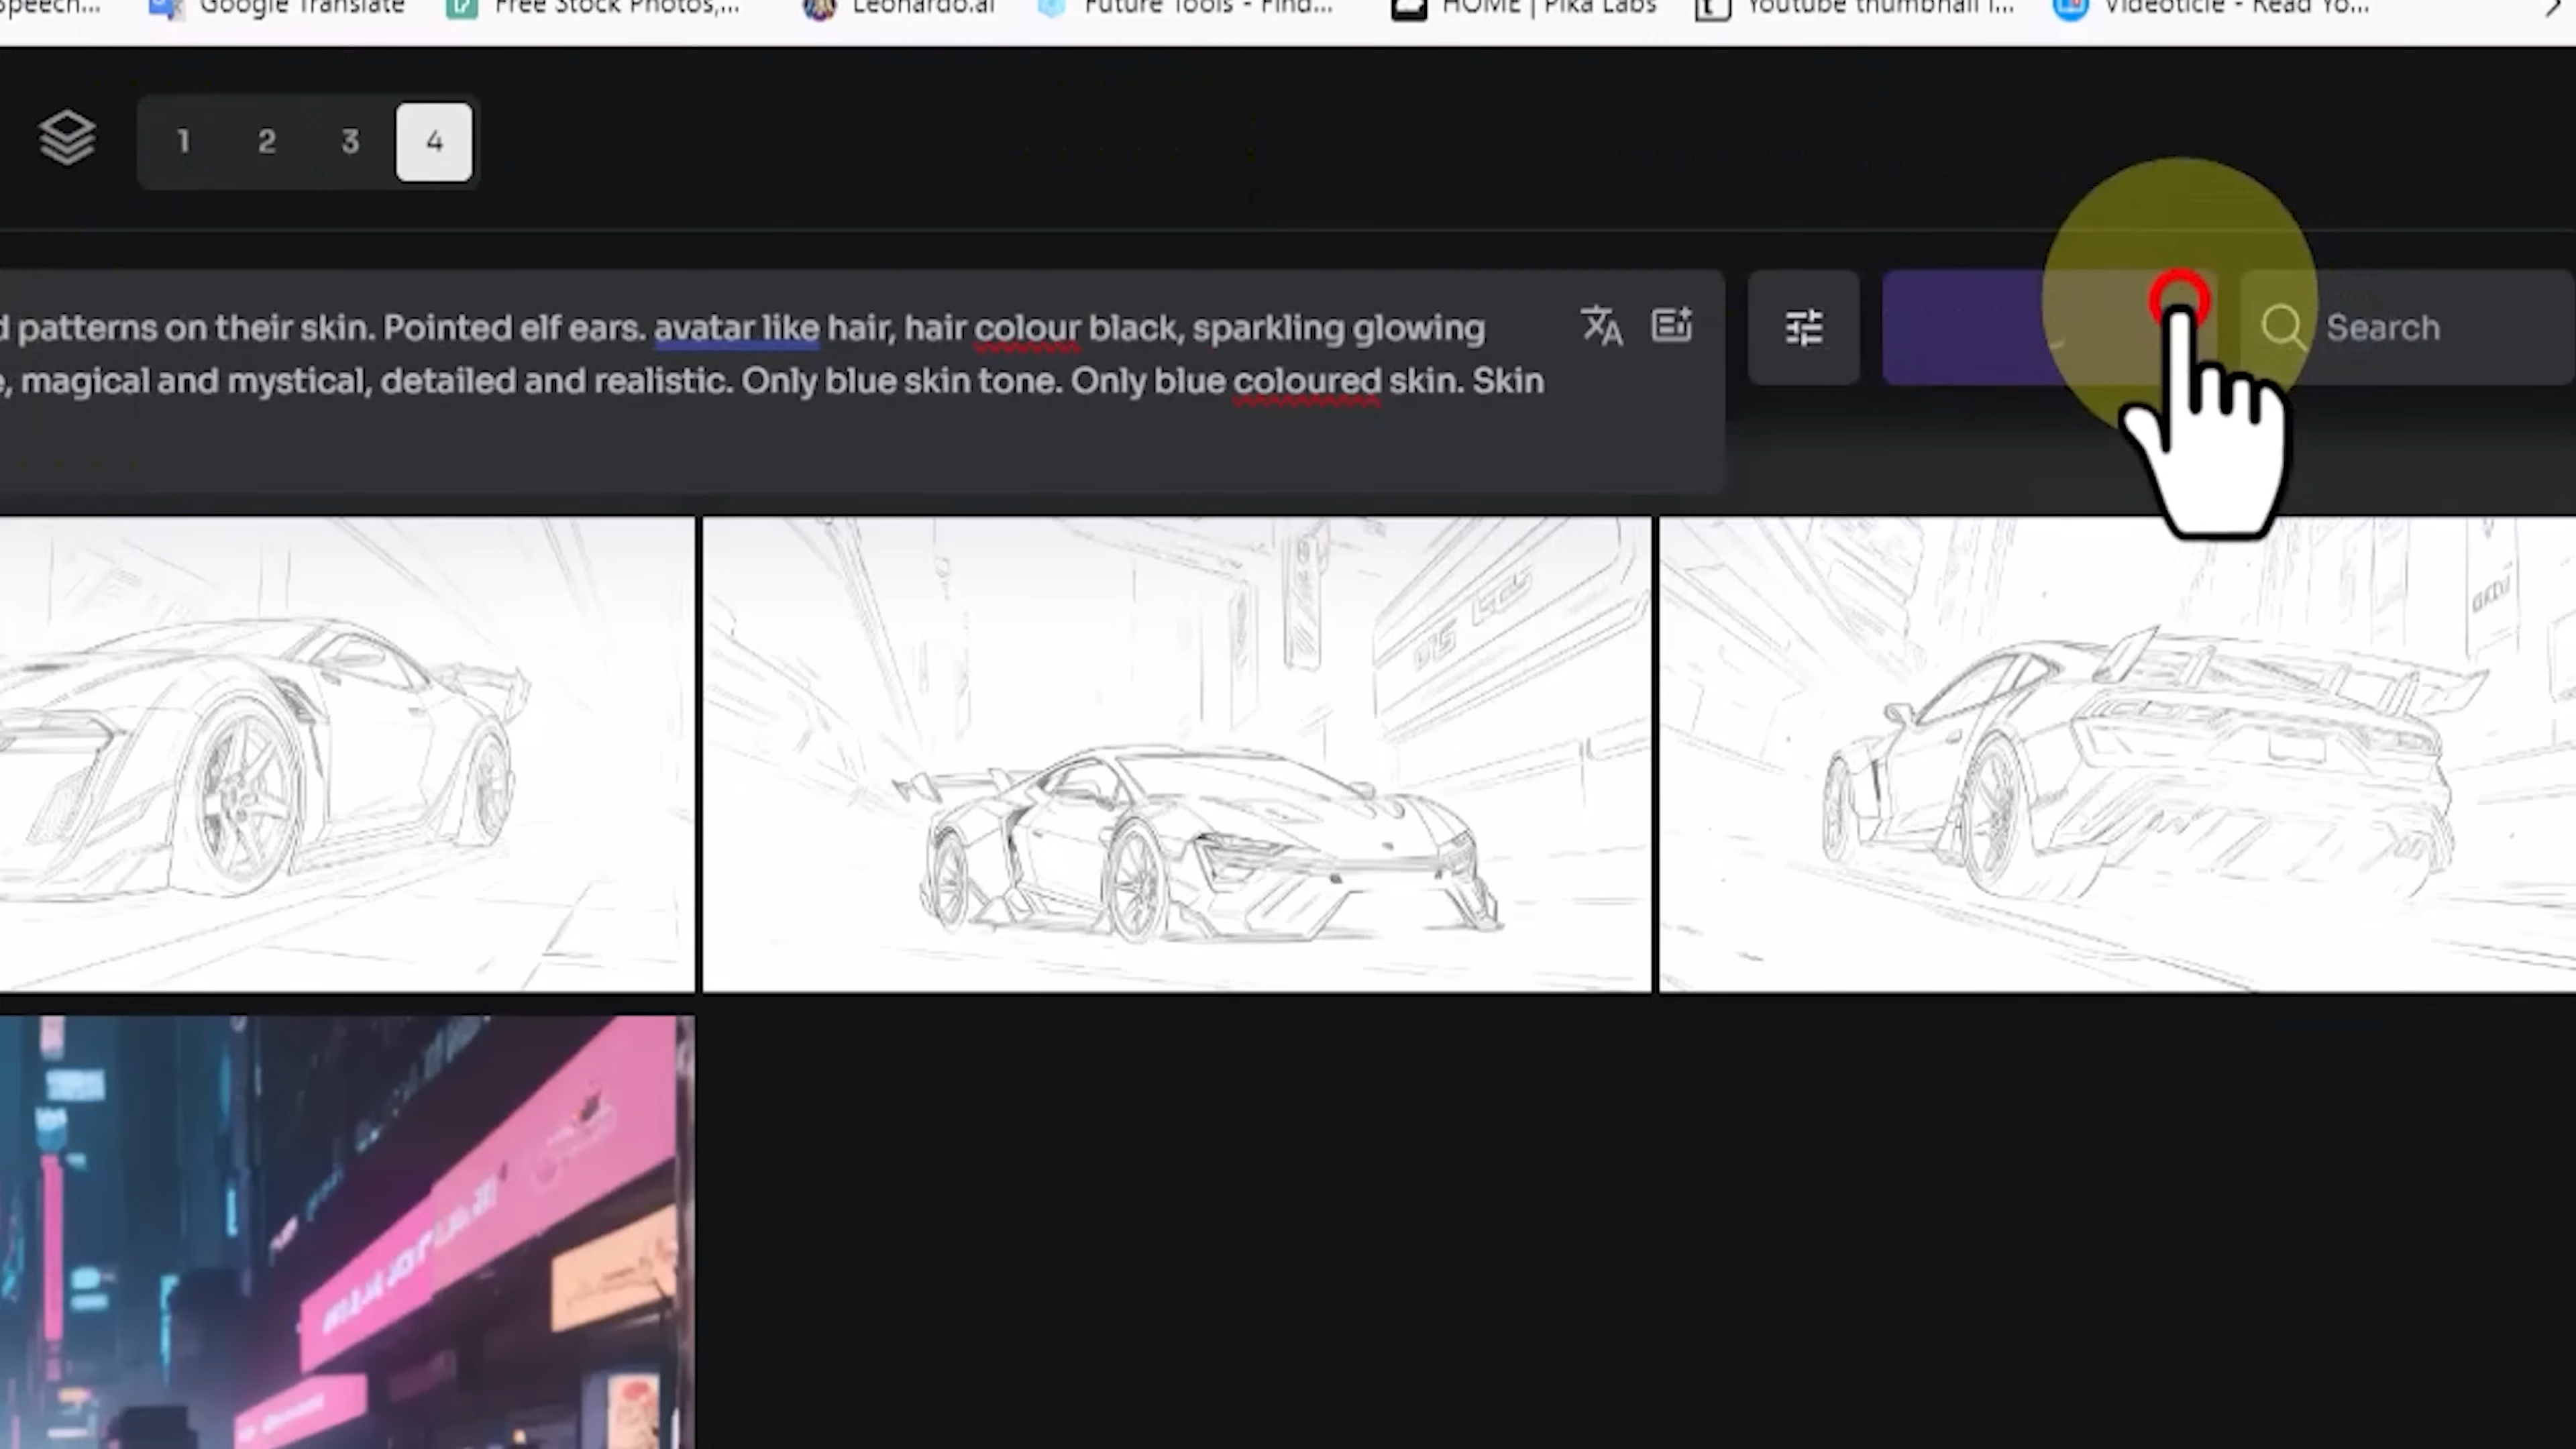 Speech...
Google Translate
Free Stock Photos,...
Leonardo.ai
Future Tools - Find...
HOME | Pika Labs
Youtube thumbnail i...
Videoticle - Read Yo...
1 2 3 4
d patterns on their skin. Pointed elf ears. avatar like hair, hair colour black, sparkling glowing
, magical and mystical, detailed and realistic. Only blue skin tone. Only blue coloured skin. Skin
Search